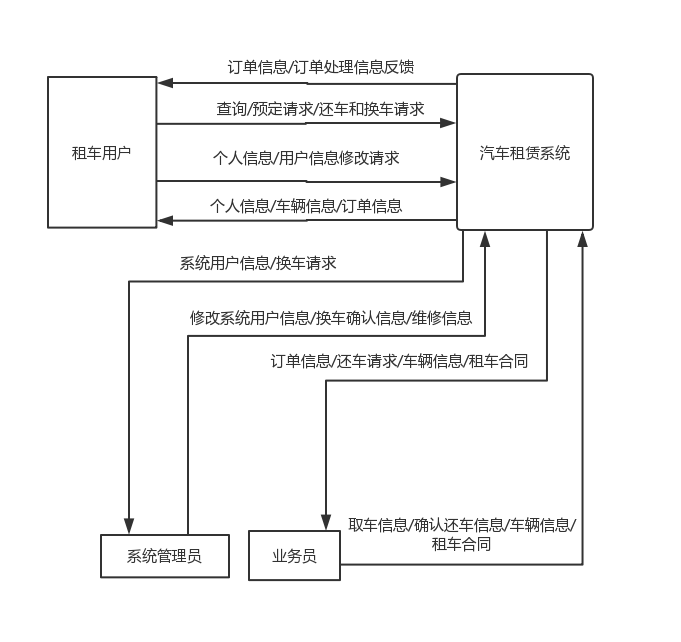 订单信息/订单处理信息反馈
查询/预定请求/还车和换车请求
租车用户
汽车租赁系统
个人信息/用户信息修改请求
个人信息/车辆信息/订单信息
系统用户信息/换车请求
修改系统用户信息/换车确认信息/维修信息
订单信息/还车请求/车辆信息/租车合同
取车信息/确认还车信息/车辆信息/
租车合同
系统管理员
业务员